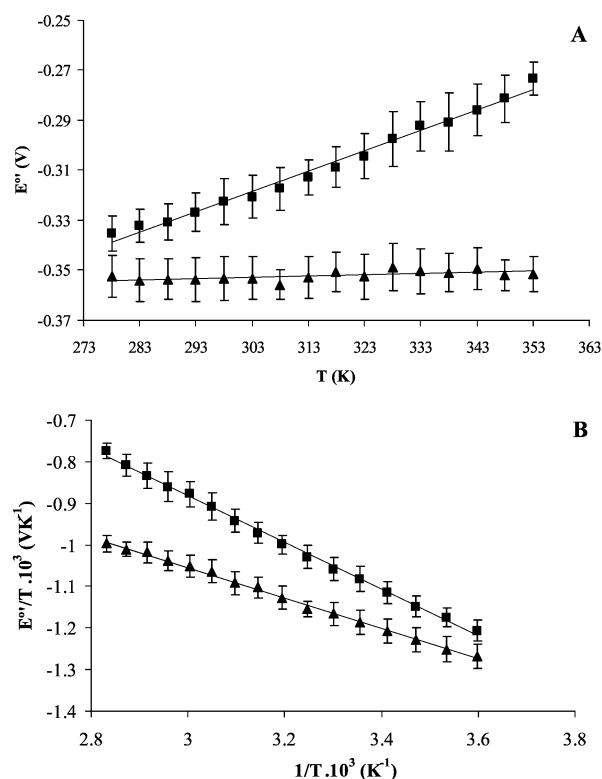 A
-0.25
-0.27
-0.29
-0.31
-0.33
-0.35
-0.37
E°' (V)
273 283 293 303 313 323 333 343 353 363
T (K)
B
-0.7
-0.8
-0.9
-1
-1.1
-1.2
-1.3
-1.4
E°'/T .10³ (VK⁻¹)
2.8 3 3.2 3.4 3.6 3.8
1/T .10³ (K⁻¹)